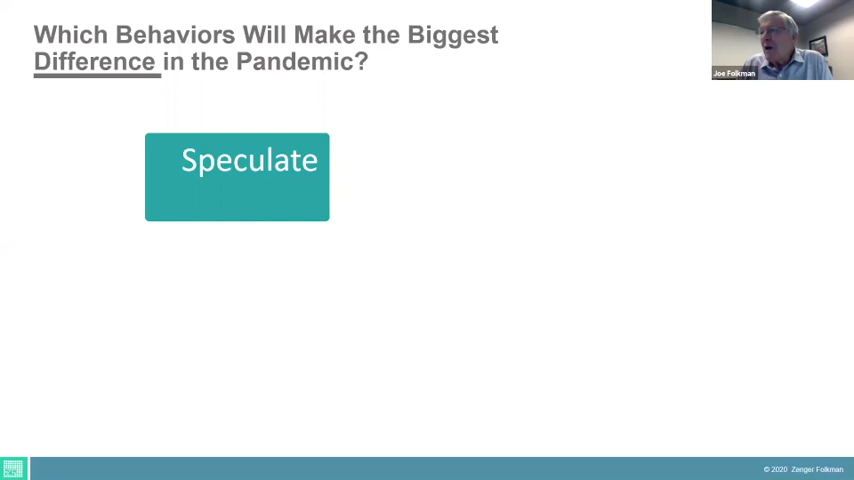 Which Behaviors Will Make the Biggest
Difference in the Pandemic?
Joe Folkman
Speculate
© 2020 Zenger Folkman